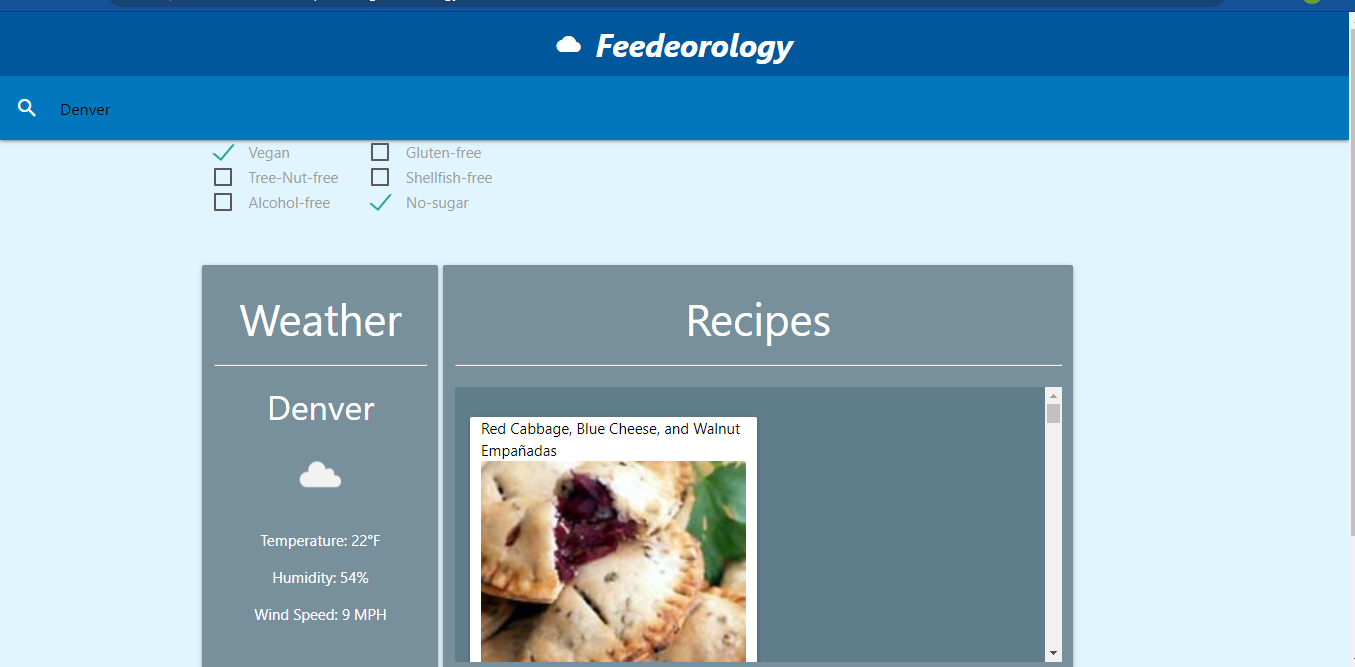 Feedeorology
Denver
Vegan
Gluten-free
Tree-Nut-free
Shellfish-free
Alcohol-free
No-sugar
Weather
Denver
Temperature: 22°F
Humidity: 54%
Wind Speed: 9 MPH
Recipes
Red Cabbage, Blue Cheese, and Walnut
Empañadas